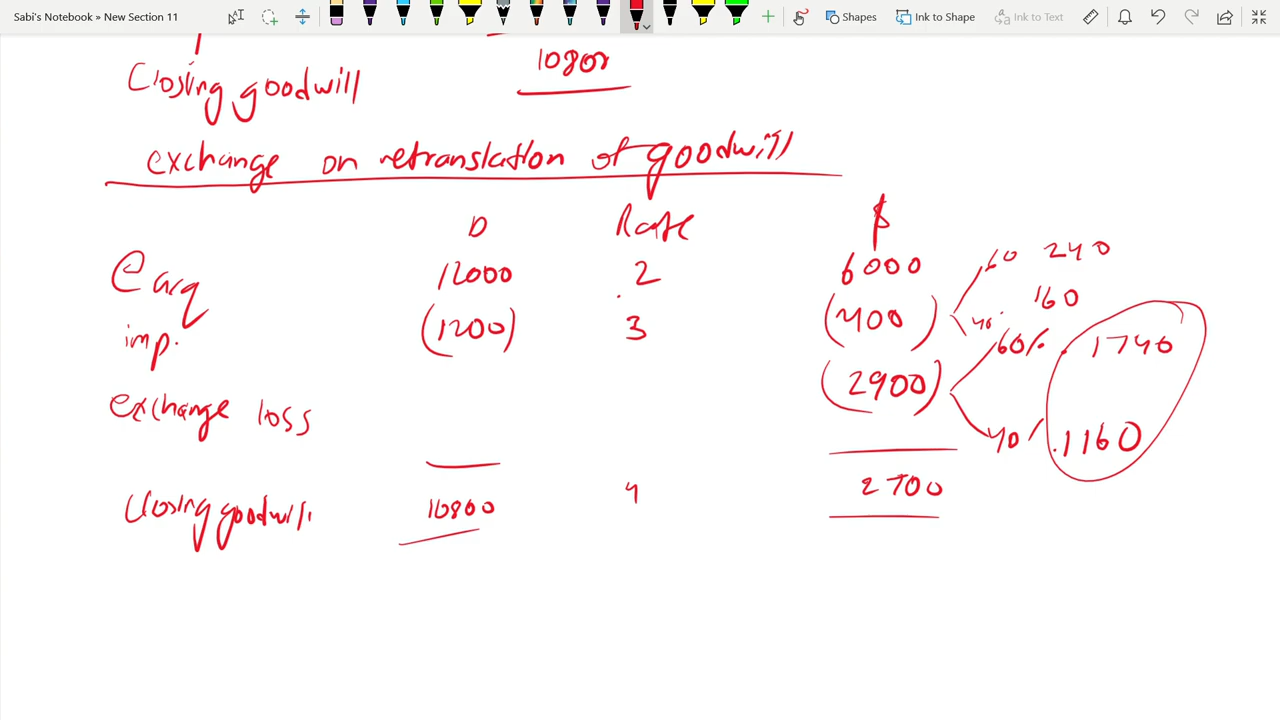 Sabi's Notebook » New Section 11
Shapes
Ink to Shape
Ink to Text
10800
Closing goodwill
exchange on retranslation of goodwill
D Rate $
@ acq 12000 2 6000
imp. (1200) 3 (400) 60 240
40. 160
exchange loss (2900) 60%. 1740
40% .1160
Closing goodwill 10800 4 2700